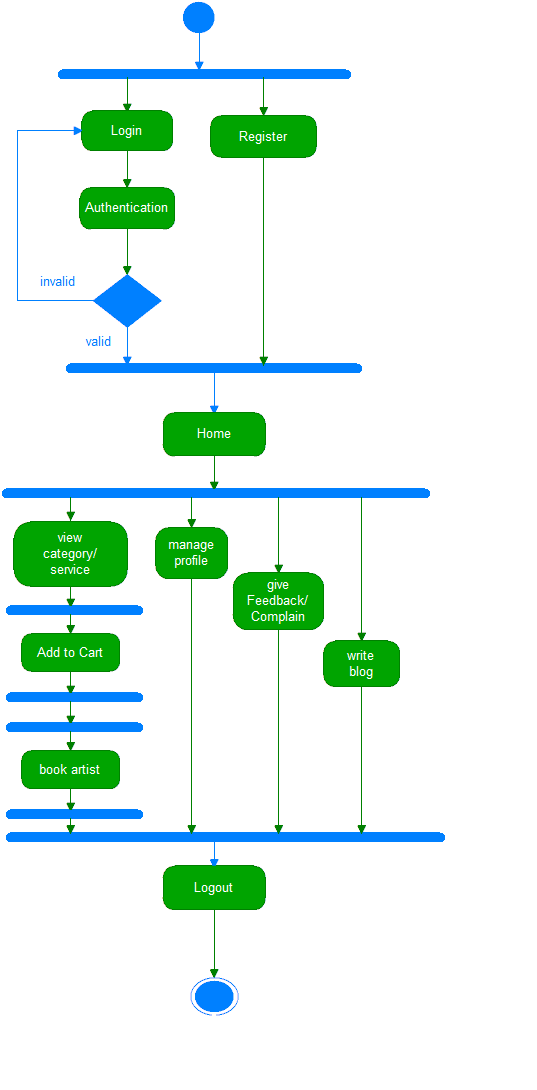 Login
Register
Authentication
invalid
valid
Home
view
category/
service
manage
profile
give
Feedback/
Complain
write
blog
Add to Cart
book artist
Logout